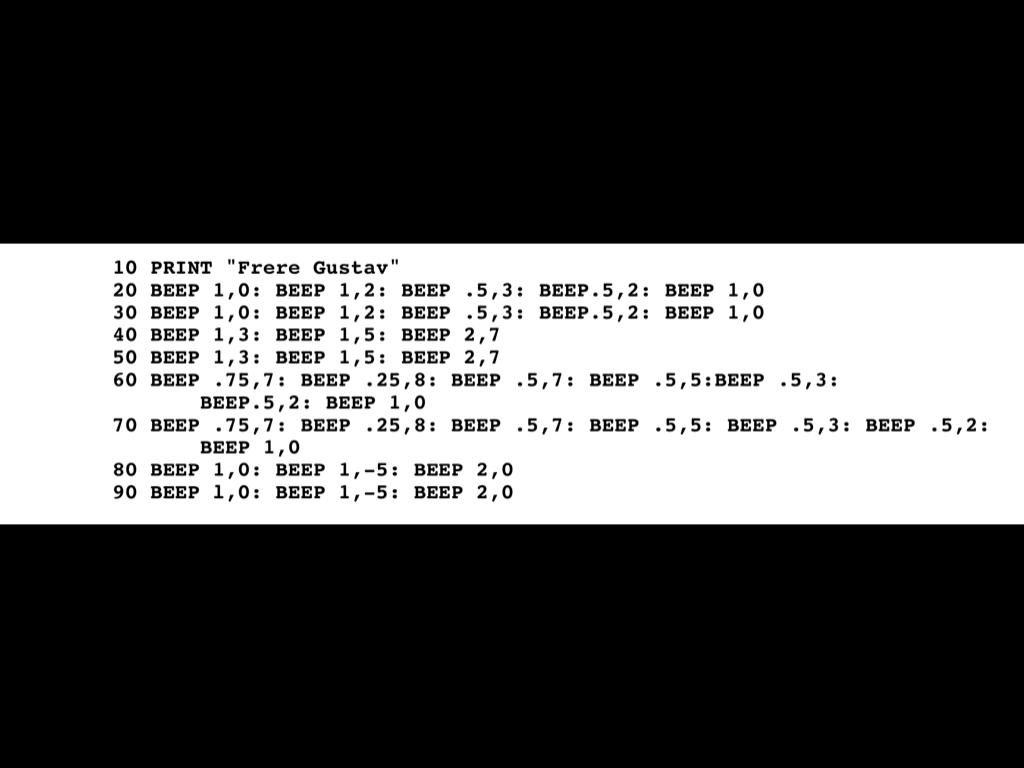 10 PRINT "Frere Gustav"
20 BEEP 1,0: BEEP 1,2: BEEP .5,3: BEEP.5,2: BEEP 1,0
30 BEEP 1,0: BEEP 1,2: BEEP .5,3: BEEP.5,2: BEEP 1,0
40 BEEP 1,3: BEEP 1,5: BEEP 2,7
50 BEEP 1,3: BEEP 1,5: BEEP 2,7
60 BEEP .75,7: BEEP .25,8: BEEP .5,7: BEEP .5,5:BEEP .5,3:
BEEP.5,2: BEEP 1,0
70 BEEP .75,7: BEEP .25,8: BEEP .5,7: BEEP .5,5: BEEP .5,3: BEEP .5,2:
BEEP 1,0
80 BEEP 1,0: BEEP 1,−5: BEEP 2,0
90 BEEP 1,0: BEEP 1,−5: BEEP 2,0